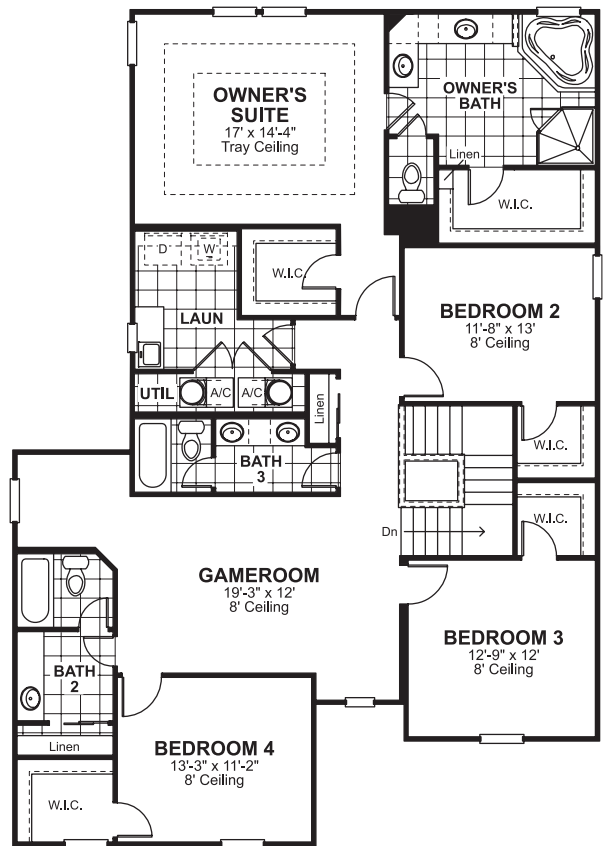 OWNER'S
SUITE
17' x 14'-4"
Tray Ceiling
OWNER'S
BATH
Linen
W.I.C.
D
W
W.I.C.
LAUN
BEDROOM 2
11'-8" x 13'
8' Ceiling
UTIL
A/C
A/C
Linen
W.I.C.
BATH
3
Dn
W.I.C.
GAMEROOM
19'-3" x 12'
8' Ceiling
BEDROOM 3
12'-9" x 12'
8' Ceiling
BATH
2
Linen
BEDROOM 4
13'-3" x 11'-2"
8' Ceiling
W.I.C.